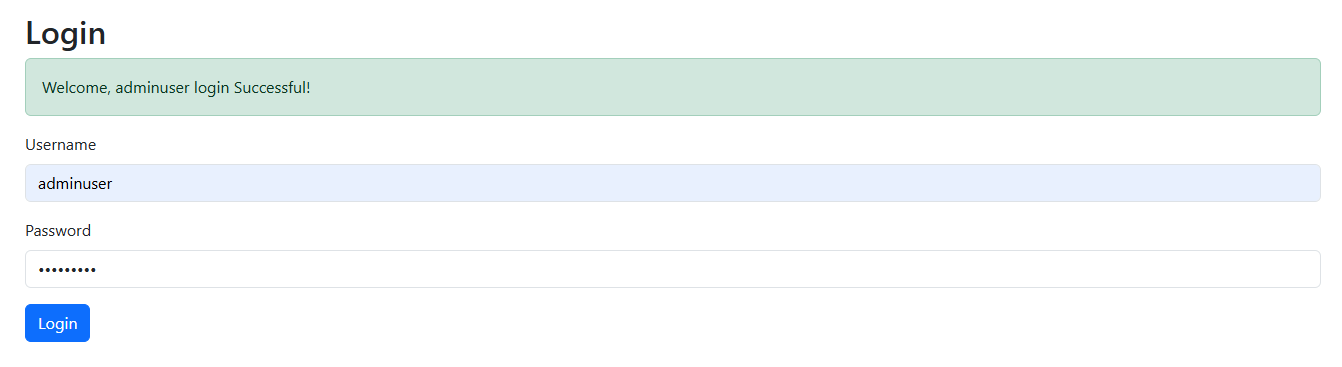 Login
Welcome, adminuser login Successful!
Username
adminuser
Password
•••••••••
Login